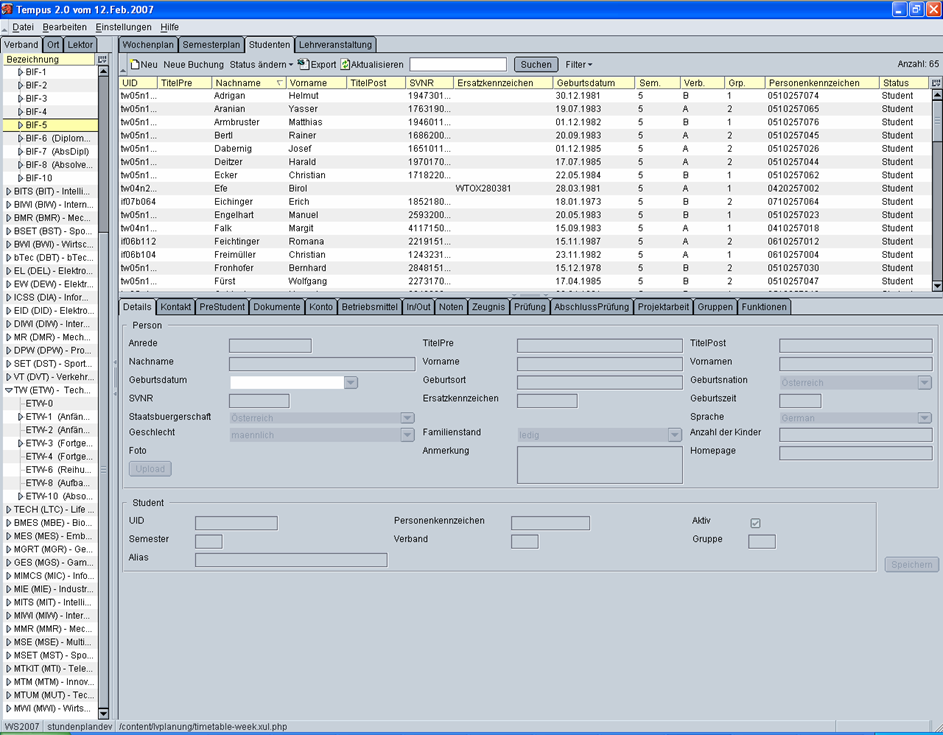 Tempus 2.0 vom 12.Feb.2007
Datei Bearbeiten Einstellungen Hilfe
Verband Ort Lektor
Wochenplan Semesterplan Studenten Lehrveranstaltung
Neu Neue Buchung Status ändern Export Aktualisieren Suchen Filter Anzahl: 65
Bezeichnung
BIF-1
BIF-2
BIF-3
BIF-4
BIF-5
BIF-6 (Diplom...
BIF-7 (AbsDipl)
BIF-8 (Absolve...
BIF-10
BITS (BIT) - Intelli...
BIWI (BIW) - Intern...
BMR (BMR) - Mec...
BSET (BST) - Spo...
BWI (BWI) - Wirtsc...
bTec (DBT) - bTec...
EL (DEL) - Elektro...
EW (DEW) - Elektr...
ICSS (DIA) - Infor...
EID (DID) - Elektro...
DIWI (DIW) - Inter...
MR (DMR) - Mech...
DPW (DPW) - Pro...
SET (DST) - Sport...
VT (DVT) - Verkehr...
TW (ETW) - Tech...
ETW-0
ETW-1 (Anfän...
ETW-2 (Anfän...
ETW-3 (Fortge...
ETW-4 (Fortge...
ETW-6 (Reihu...
ETW-8 (Aufba...
ETW-10 (Abso...
TECH (LTC) - Life ...
BMES (MBE) - Bio...
MES (MES) - Emb...
MGRT (MGR) - Ge...
GES (MGS) - Gam...
MIMCS (MIC) - Info...
MIE (MIE) - Industr...
MITS (MIT) - Intelli...
MIWI (MIW) - Inter...
MMR (MMR) - Mec...
MSE (MSE) - Multi...
MSET (MST) - Spo...
MTKIT (MTI) - Tele...
MTM (MTM) - Innov...
MTUM (MUT) - Tec...
MWI (MWI) - Wirts...
UID TitelPre Nachname Vorname TitelPost SVNR Ersatzkennzeichen Geburtsdatum Sem. Verb. Grp. Personenkennzeichen Status
tw05n1... Adrigan Helmut 1947301... 30.12.1981 5 B 1 0510257074 Student
tw05n1... Aranian Yasser 1763190... 19.07.1983 5 A 2 0510257065 Student
tw05n1... Armbruster Matthias 1946011... 01.12.1982 5 B 2 0510257076 Student
tw05n1... Bertl Rainer 1686200... 20.09.1983 5 A 2 0510257045 Student
tw05n1... Dabernig Josef 1651011... 01.12.1985 5 A 2 0510257026 Student
tw05n1... Deitzer Harald 1970170... 17.07.1985 5 A 2 0510257044 Student
tw05n1... Ecker Christian 1718220... 22.05.1984 5 B 1 0510257062 Student
tw04n2... Efe Birol WTOX280381 28.03.1981 5 A 1 0420257002 Student
if07b064 Eichinger Erich 1852180... 18.01.1973 5 B 2 0710257064 Student
tw05n1... Engelhart Manuel 2593200... 20.05.1983 5 B 1 0510257023 Student
tw04n1... Falk Margit 4117150... 15.09.1983 5 A 1 0410257018 Student
if06b112 Feichtinger Romana 2219151... 15.11.1987 5 A 2 0610257012 Student
if06b104 Freimüller Christian 1243231... 23.11.1982 5 A 1 0610257004 Student
tw05n1... Fronhofer Bernhard 2848151... 15.12.1978 5 B 2 0510257030 Student
tw05n1... Fürst Wolfgang 2273170... 17.04.1985 5 B 2 0510257042 Student
Details Kontakt PreStudent Dokumente Konto Betriebsmittel In/Out Noten Zeugnis Prüfung AbschlussPrüfung Projektarbeit Gruppen Funktionen
Person
Anrede TitelPre TitelPost
Nachname Vorname Vornamen
Geburtsdatum Geburtsort Geburtsnation Österreich
SVNR Ersatzkennzeichen Geburtszeit
Staatsbuergerschaft Österreich Sprache German
Geschlecht maennlich Familienstand ledig Anzahl der Kinder
Foto Anmerkung Homepage
Upload
Student
UID Personenkennzeichen Aktiv
Semester Verband Gruppe
Alias
Speichern
WS2007 stundenplandev /content/lvplanung/timetable-week.xul.php